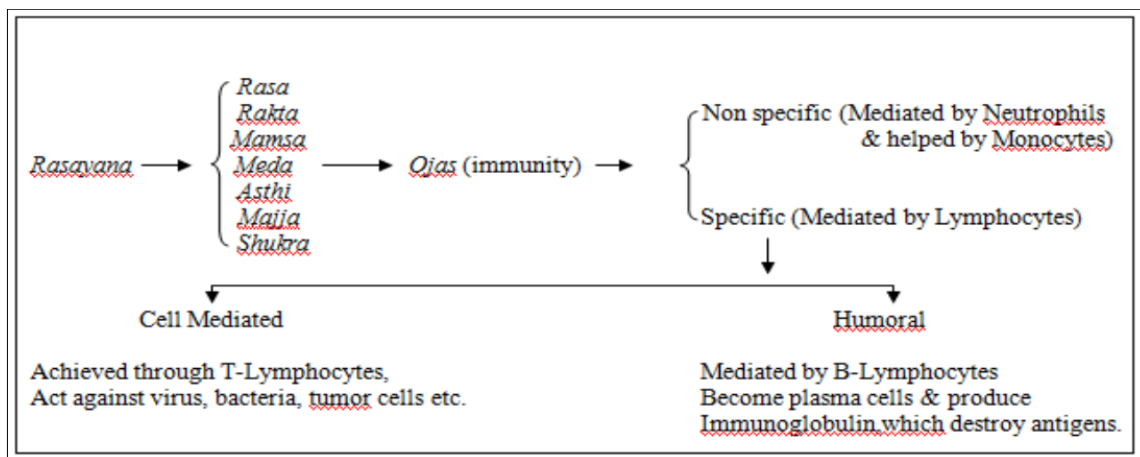 Rasa
Rakta
Mamsa
Meda
Asthi
Majja
Shukra
Rasayana
Ojas (immunity)
Non specific (Mediated by Neutrophils
& helped by Monocytes)
Specific (Mediated by Lymphocytes)
Cell Mediated
Achieved through T-Lymphocytes,
Act against virus, bacteria, tumor cells etc.
Humoral
Mediated by B-Lymphocytes
Become plasma cells & produce
Immunoglobulin,which destroy antigens.